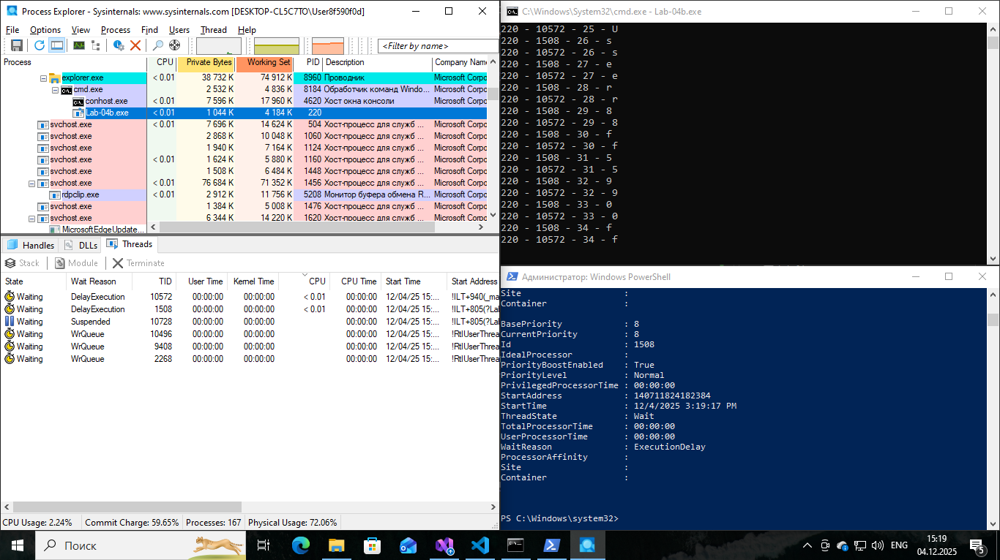 Process Explorer - Sysinternals: www.sysinternals.com [DESKTOP-CL5C7TO\User8f590f0d]
File Options View Process Find Users Thread Help
<Filter by name>
Process CPU Private Bytes Working Set PID Description Company Name
explorer.exe < 0.01 38 732 K 74 912 K 8960 Проводник Microsoft Corpo
cmd.exe 2 532 K 4 836 K 8184 Обработчик команд Windo... Microsoft Corpo
conhost.exe < 0.01 7 596 K 17 960 K 4620 Хост окна консоли Microsoft Corpo
Lab-04b.exe < 0.01 1 044 K 4 184 K 220
svchost.exe < 0.01 7 696 K 14 624 K 504 Хост-процесс для служб ... Microsoft Corpo
svchost.exe 2 868 K 10 048 K 1060 Хост-процесс для служб ... Microsoft Corpo
svchost.exe 1 940 K 7 164 K 1124 Хост-процесс для служб ... Microsoft Corpo
svchost.exe < 0.01 1 624 K 5 880 K 1160 Хост-процесс для служб ... Microsoft Corpo
svchost.exe 1 508 K 6 484 K 1448 Хост-процесс для служб ... Microsoft Corpo
svchost.exe < 0.01 76 684 K 71 352 K 1456 Хост-процесс для служб ... Microsoft Corpo
rdpclip.exe < 0.01 2 912 K 11 756 K 5208 Монитор буфера обмена R... Microsoft Corpo
svchost.exe 1 384 K 5 008 K 1476 Хост-процесс для служб ... Microsoft Corpo
svchost.exe 6 344 K 14 220 K 1620 Хост-процесс для служб ... Microsoft Corpo
MicrosoftEdgeUpdate...
Handles DLLs Threads
Stack Module Terminate
State Wait Reason TID User Time Kernel Time CPU CPU Time Start Time Start Address
Waiting DelayExecution 10572 00:00:00 00:00:00 < 0.01 00:00:00 12/04/25 15:... !ILT+940(_ma
Waiting DelayExecution 1508 00:00:00 00:00:00 < 0.01 00:00:00 12/04/25 15:... !ILT+805(?Lal
Waiting Suspended 10728 00:00:00 00:00:00 00:00:00 12/04/25 15:... !ILT+805(?Lal
Waiting WrQueue 10496 00:00:00 00:00:00 00:00:00 12/04/25 15:... !RtlUserThrea
Waiting WrQueue 9408 00:00:00 00:00:00 00:00:00 12/04/25 15:... !RtlUserThrea
Waiting WrQueue 2268 00:00:00 00:00:00 00:00:00 12/04/25 15:... !RtlUserThrea
CPU Usage: 2.24% Commit Charge: 59.65% Processes: 167 Physical Usage: 72.06%
C:\Windows\System32\cmd.exe - Lab-04b.exe
220 - 10572 - 25 - U
220 - 1508 - 26 - s
220 - 10572 - 26 - s
220 - 1508 - 27 - e
220 - 10572 - 27 - e
220 - 1508 - 28 - r
220 - 10572 - 28 - r
220 - 1508 - 29 - 8
220 - 10572 - 29 - 8
220 - 1508 - 30 - f
220 - 10572 - 30 - f
220 - 1508 - 31 - 5
220 - 10572 - 31 - 5
220 - 1508 - 32 - 9
220 - 10572 - 32 - 9
220 - 1508 - 33 - 0
220 - 10572 - 33 - 0
220 - 1508 - 34 - f
220 - 10572 - 34 - f
Администратор: Windows PowerShell
Site :
Container :
BasePriority : 8
CurrentPriority : 8
Id : 1508
IdealProcessor :
PriorityBoostEnabled : True
PriorityLevel : Normal
PrivilegedProcessorTime : 00:00:00
StartAddress : 140711824182384
StartTime : 12/4/2025 3:19:17 PM
ThreadState : Wait
TotalProcessorTime : 00:00:00
UserProcessorTime : 00:00:00
WaitReason : ExecutionDelay
ProcessorAffinity :
Site :
Container :
PS C:\Windows\system32>
Поиск
ENG
15:19
04.12.2025
5